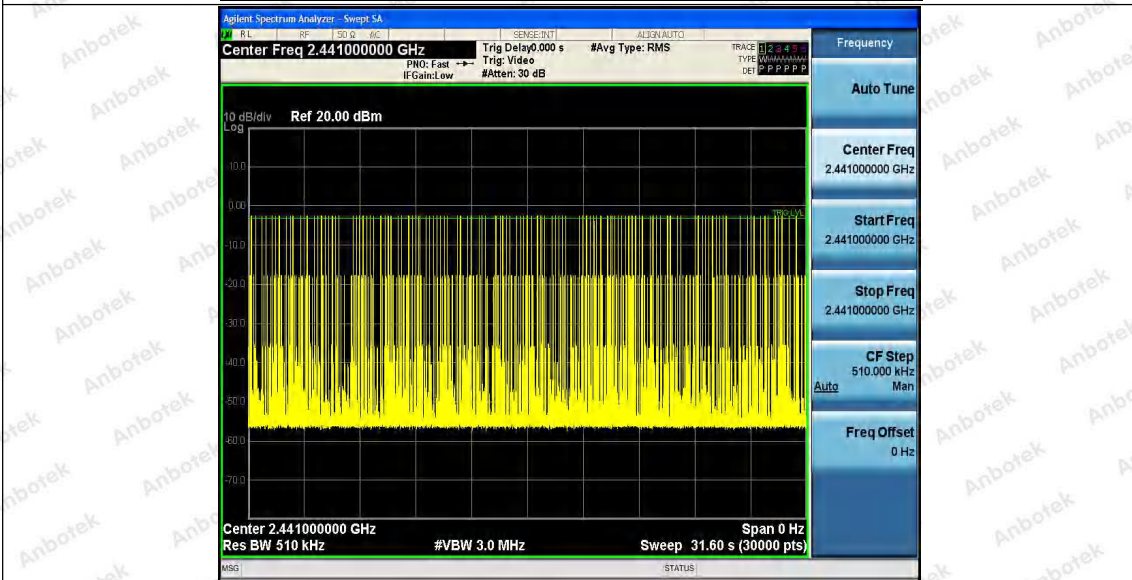 Agilent Spectrum Analyzer - Swept SA
RL RF 50 Ω AC SENSE:INT ALIGN AUTO
Center Freq 2.441000000 GHz
PNO: Fast
IFGain:Low
Trig Delay0.000 s
Trig: Video
#Atten: 30 dB
#Avg Type: RMS
TRACE 1 2 3 4 5 6
TYPE
DET P P P P P P
10 dB/div Ref 20.00 dBm
Log
10.0
0.00
TRIG LVL
-10.0
-20.0
-30.0
-40.0
-50.0
-60.0
-70.0
Center 2.441000000 GHz Span 0 Hz
Res BW 510 kHz #VBW 3.0 MHz Sweep 31.60 s (30000 pts)
MSG STATUS
Frequency
Auto Tune
Center Freq
2.441000000 GHz
Start Freq
2.441000000 GHz
Stop Freq
2.441000000 GHz
CF Step
510.000 kHz
Auto Man
Freq Offset
0 Hz
Anbotek